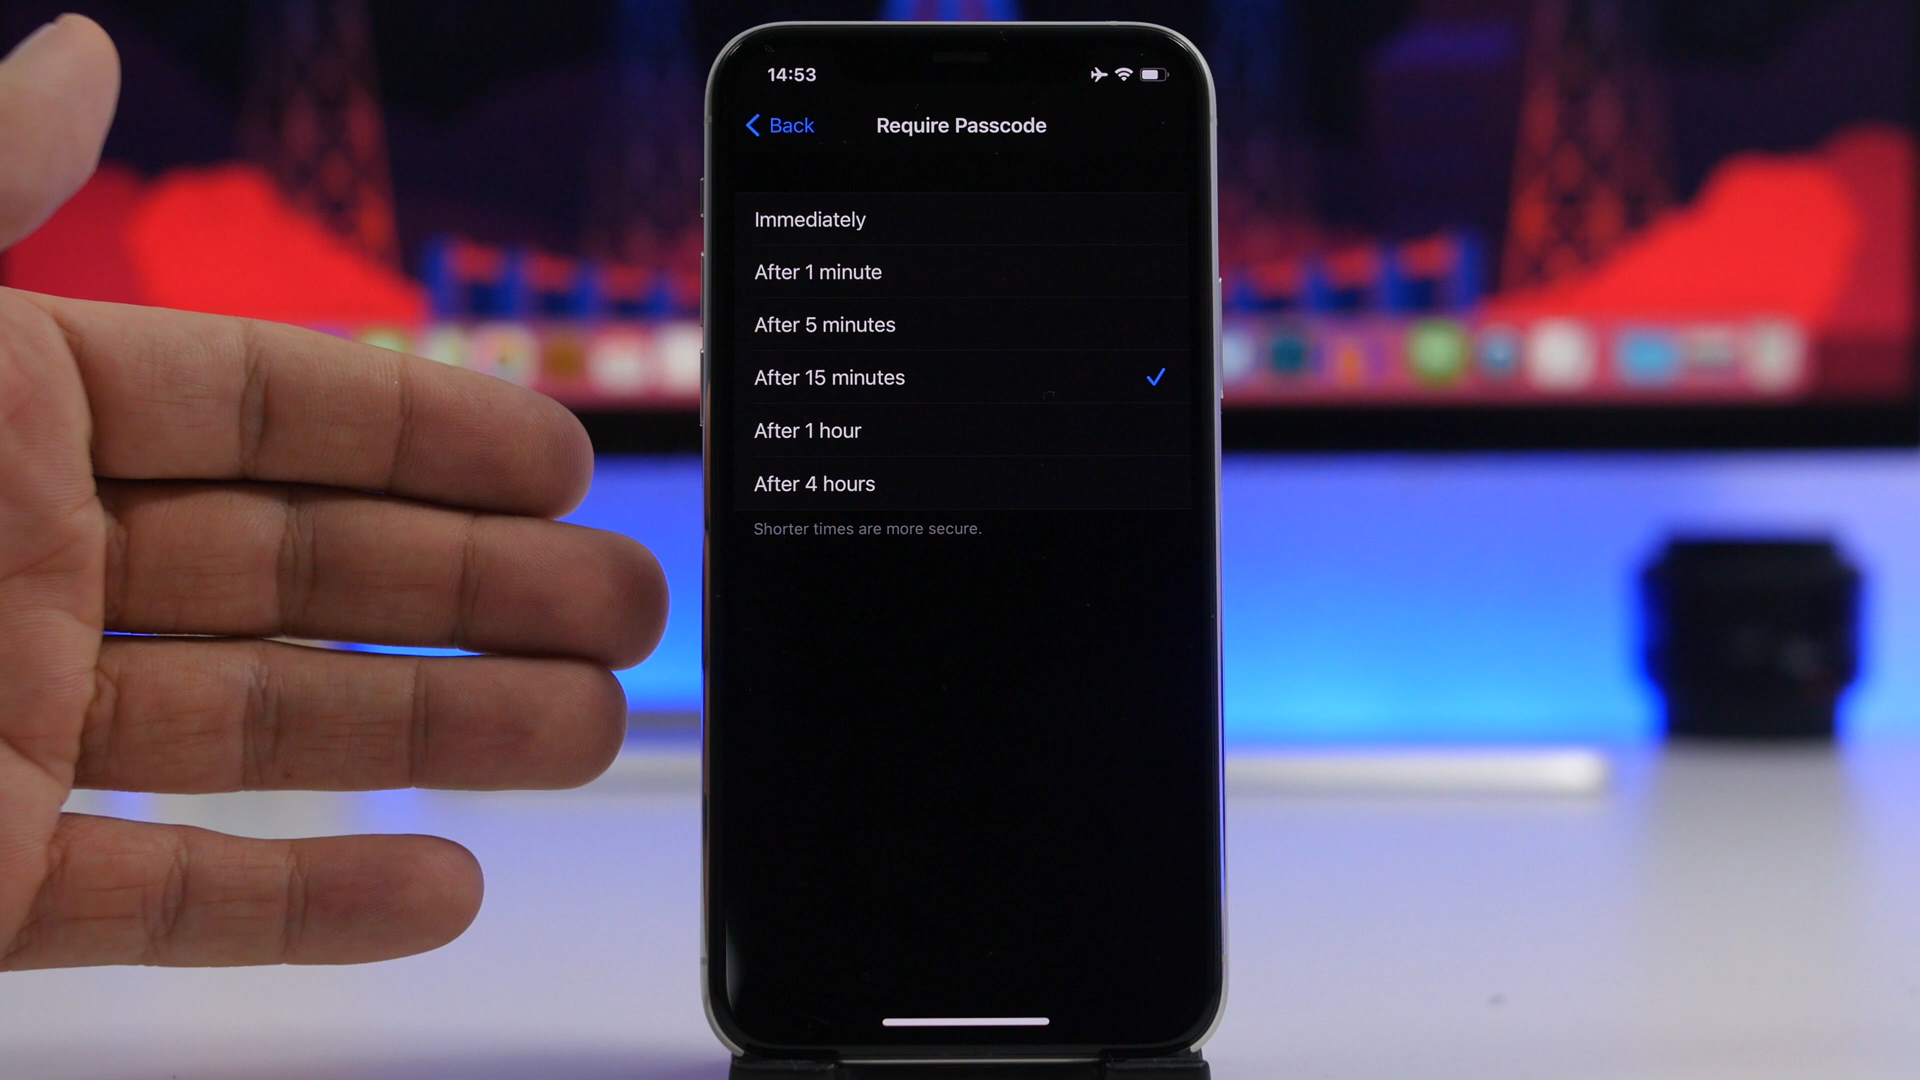 14:53
Back
Require Passcode
Immediately
After 1 minute
After 5 minutes
After 15 minutes
After 1 hour
After 4 hours
Shorter times are more secure.